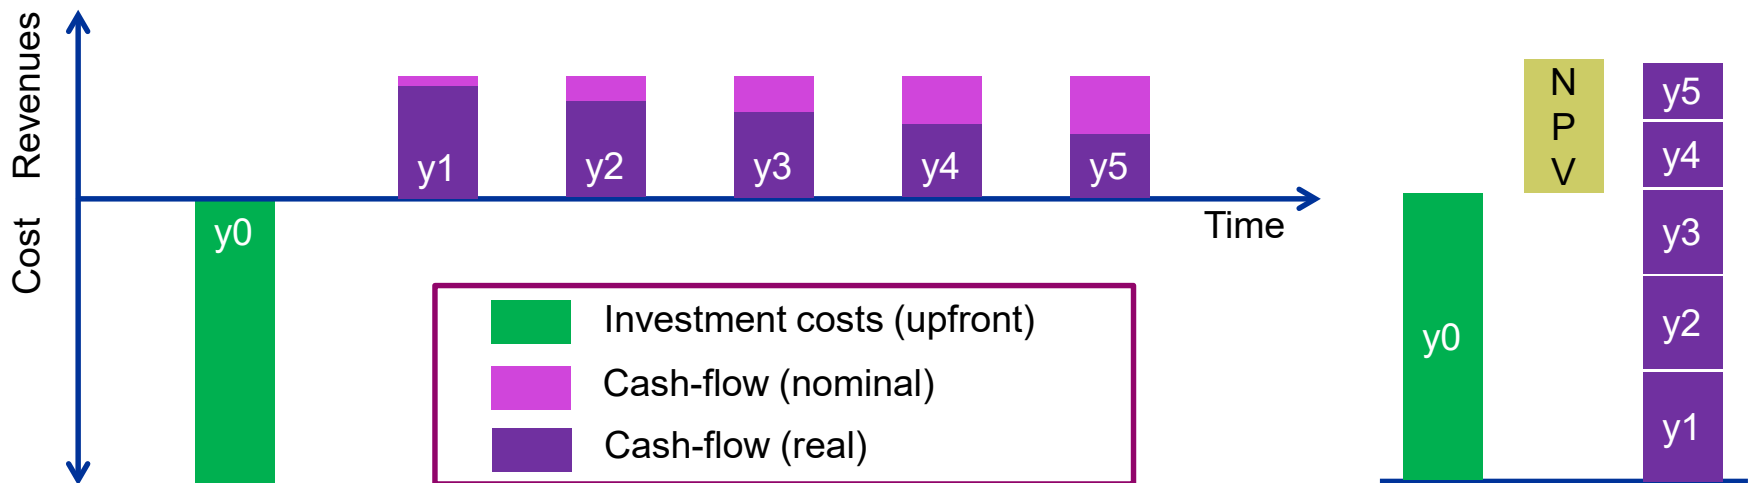 Revenues
Cost
y0
y1
y2
y3
y4
y5
Time
Investment costs (upfront)
Cash-flow (nominal)
Cash-flow (real)
y0
N
P
V
y5
y4
y3
y2
y1